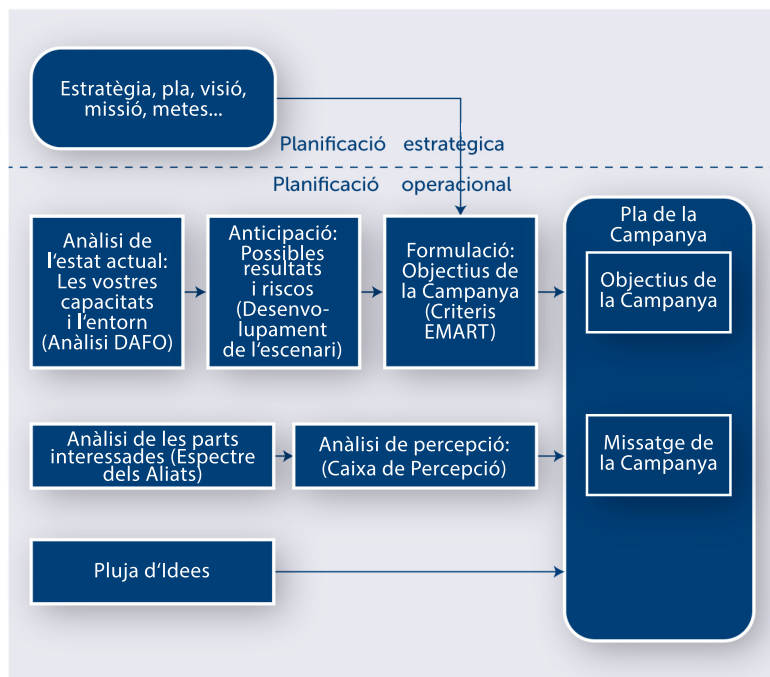 Estratègia, pla, visió,
missió, metes...
Planificació estratègica
Planificació operacional
Anàlisi de
l'estat actual:
Les vostres
capacitats
i l'entorn
(Anàlisi DAFO)
Anticipació:
Possibles
resultats
i riscos
(Desenvo-
lupament
de l'escenari)
Formulació:
Objectius de
la Campanya
(Criteris
EMART)
Pla de la
Campanya
Objectius de
la Campanya
Anàlisi de les parts
interessades (Espectre
dels Aliats)
Anàlisi de percepció:
(Caixa de Percepció)
Missatge de
la Campanya
Pluja d'Idees